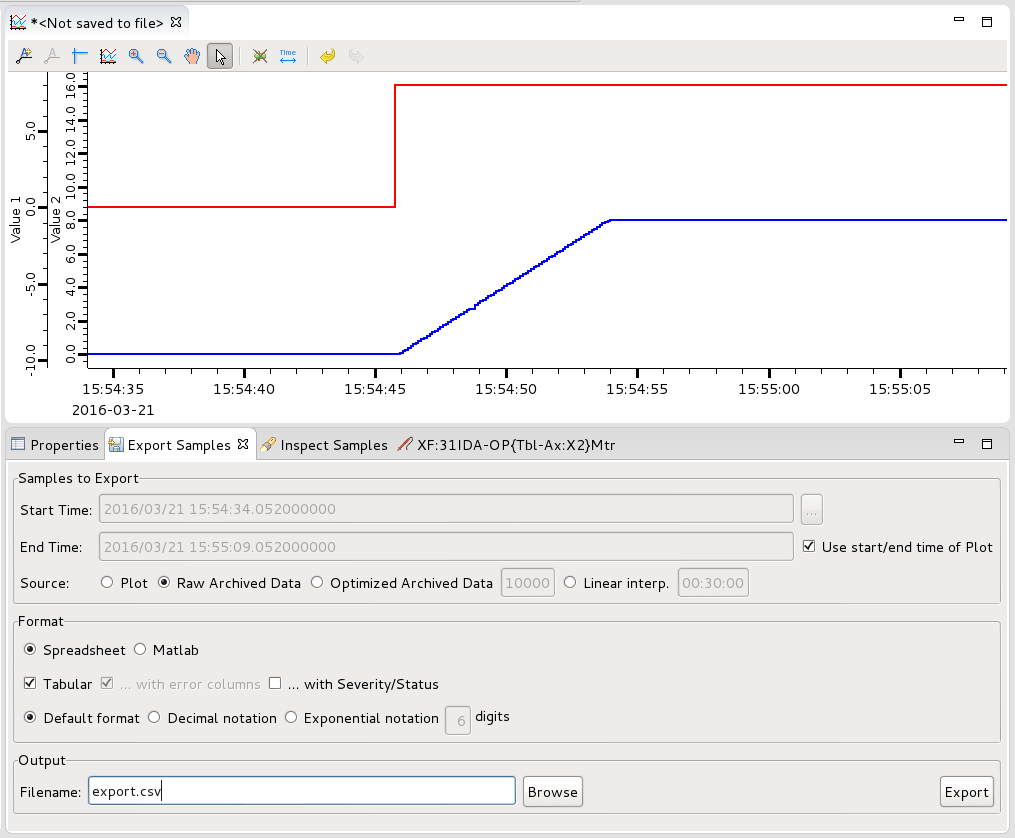 *<Not saved to file>
Time
Value 1
5.0
0.0
-5.0
-10.0
Value 2
16.0
14.0
12.0
10.0
8.0
6.0
4.0
2.0
0.0
15:54:35 15:54:40 15:54:45 15:54:50 15:54:55 15:55:00 15:55:05
2016-03-21
Properties Export Samples Inspect Samples XF:31IDA-OP{Tbl-Ax:X2}Mtr
Samples to Export
Start Time: 2016/03/21 15:54:34.052000000 ...
End Time: 2016/03/21 15:55:09.052000000 Use start/end time of Plot
Source: Plot Raw Archived Data Optimized Archived Data 10000 Linear interp. 00:30:00
Format
Spreadsheet Matlab
Tabular ... with error columns ... with Severity/Status
Default format Decimal notation Exponential notation 6 digits
Output
Filename: export.csv Browse Export